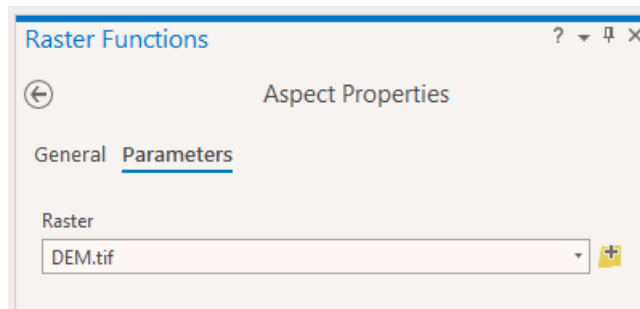 Raster Functions ?
Aspect Properties
General Parameters
Raster
DEM.tif